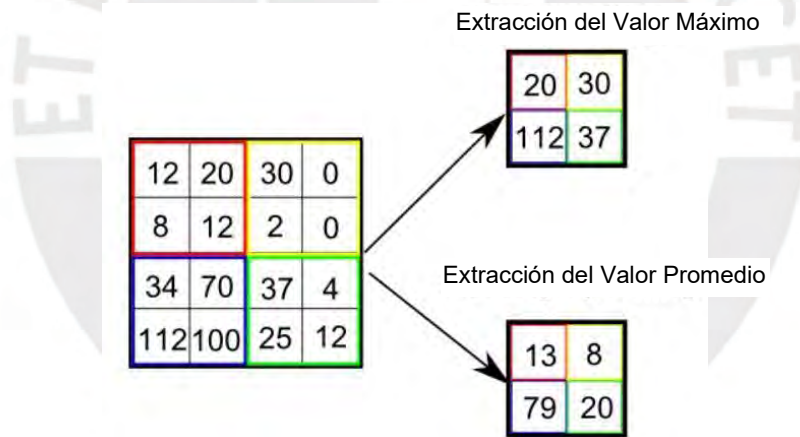 Extracción del Valor Máximo
20 30
112 37
12 20 30 0
8 12 2 0
34 70 37 4
112 100 25 12
Extracción del Valor Promedio
13 8
79 20
ET